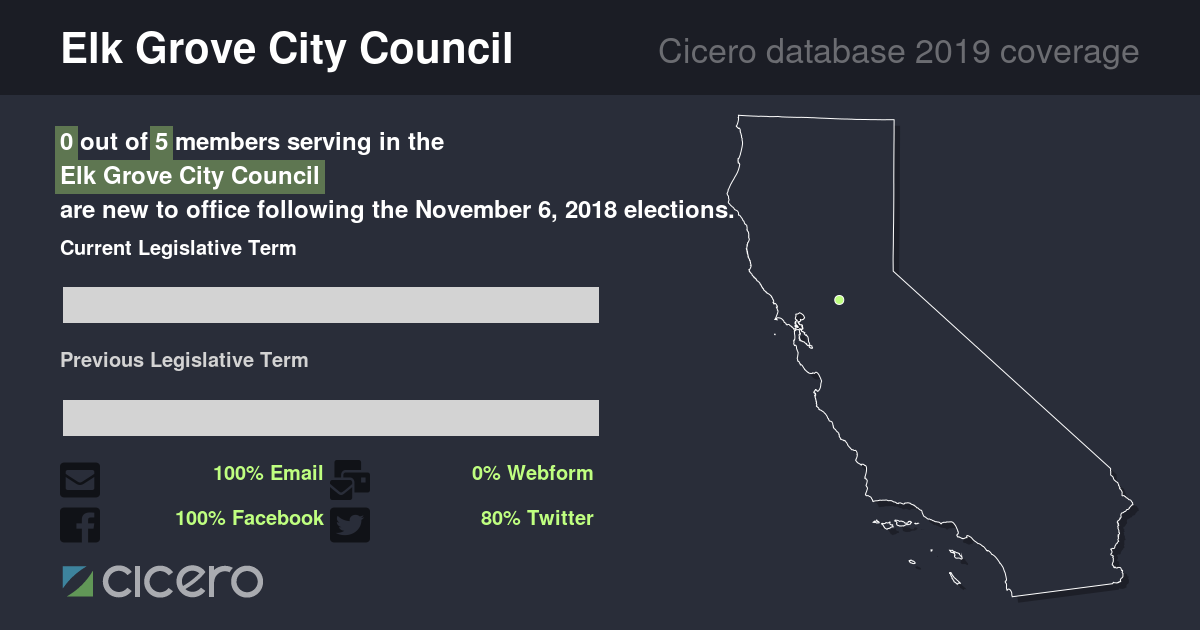 Elk Grove City Council
Cicero database 2019 coverage
0 out of 5 members serving in the
Elk Grove City Council
are new to office following the November 6, 2018 elections.
Current Legislative Term
Previous Legislative Term
100% Email
0% Webform
100% Facebook
80% Twitter
cicero